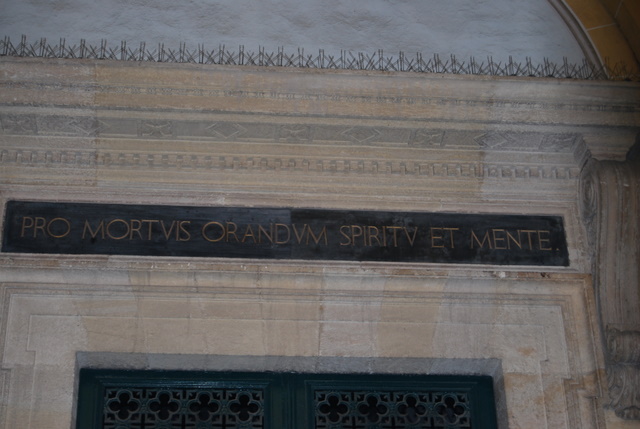 PRO MORTVIS ORANDVM SPIRITV ET MENTE.